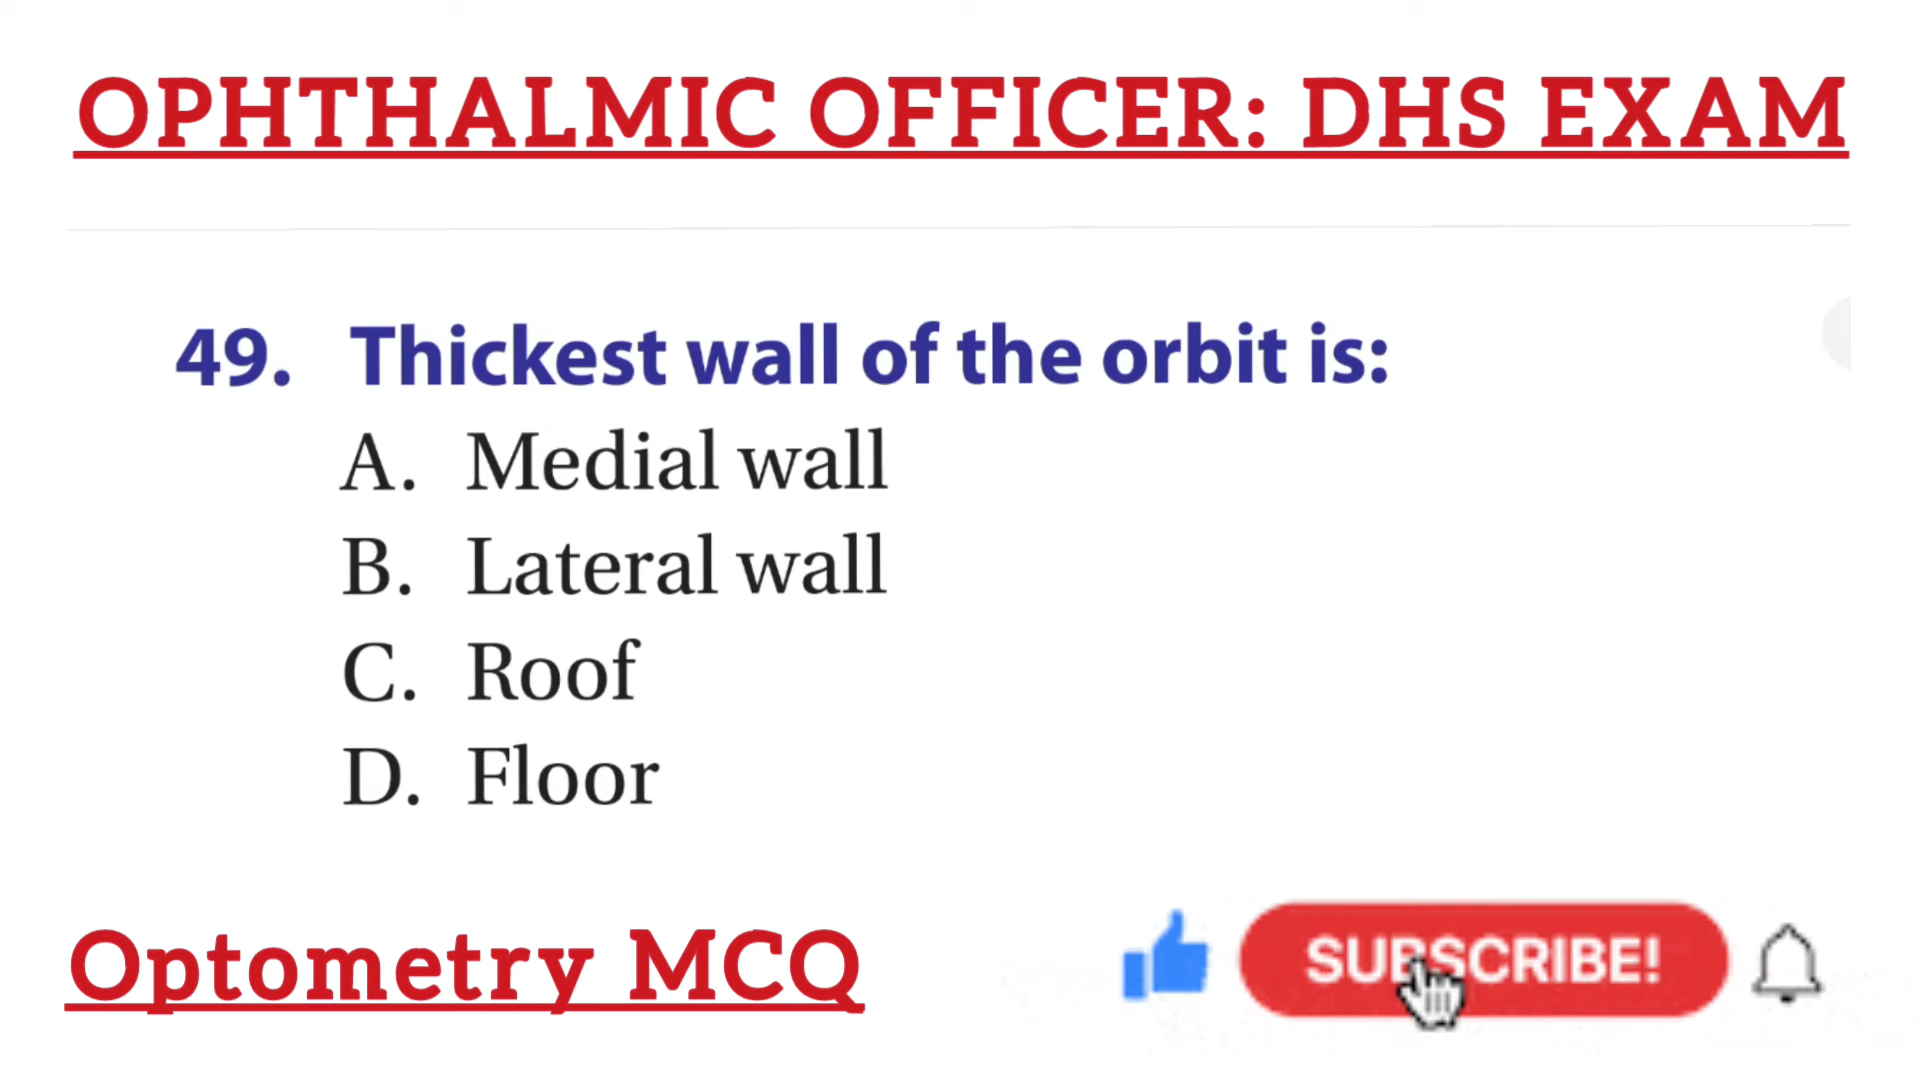 OPHTHALMIC OFFICER: DHS EXAM
49. Thickest wall of the orbit is:
A. Medial wall
B. Lateral wall
C. Roof
D. Floor
Optometry MCQ
SUBSCRIBE!